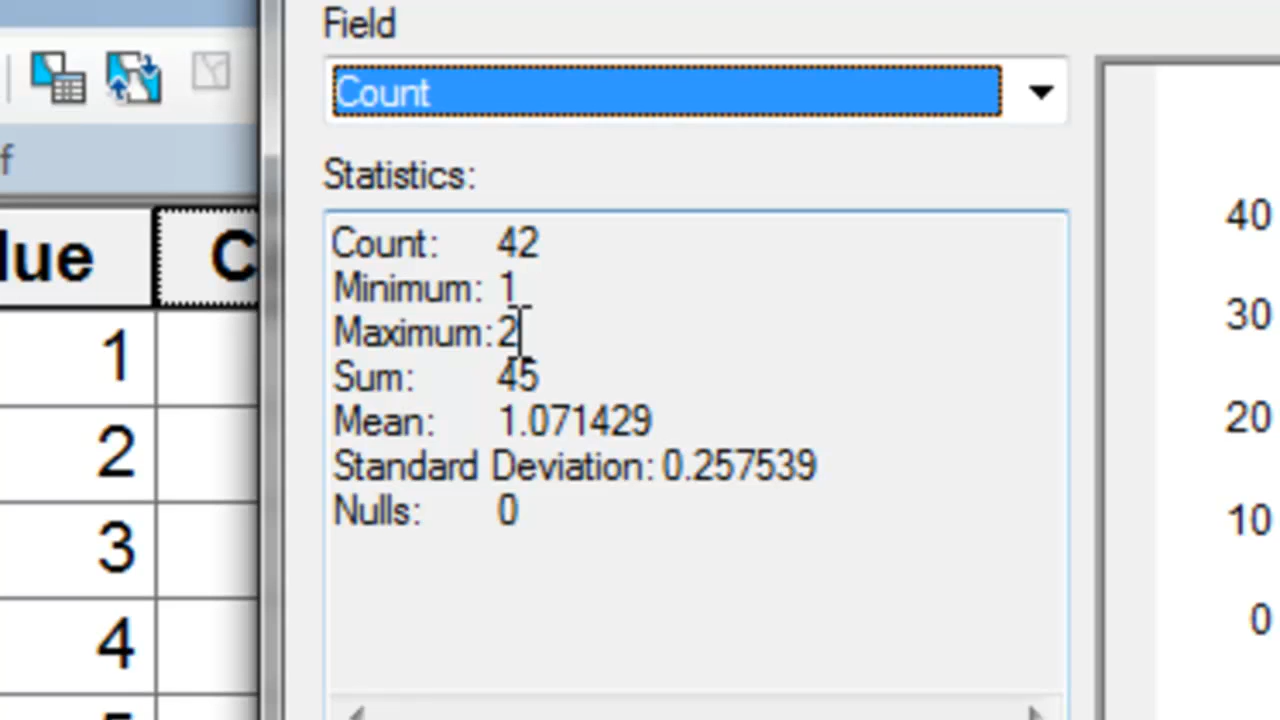 Field
Count
Statistics:
Count: 42
Minimum: 1
Maximum: 2
Sum: 45
Mean: 1.071429
Standard Deviation: 0.257539
Nulls: 0
f
lue C
1
2
3
4
40
30
20
10
0